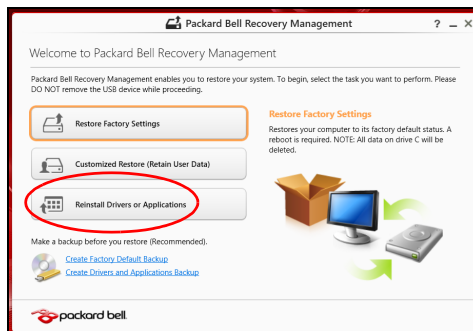 Packard Bell Recovery Management
? _ ×
Welcome to Packard Bell Recovery Management
Packard Bell Recovery Management enables you to restore your system. To begin, select the task you want to perform. Please
DO NOT remove the USB device while proceeding.
Restore Factory Settings
Customized Restore (Retain User Data)
Reinstall Drivers or Applications
Restore Factory Settings
Restores your computer to its factory default status. A
reboot is required. NOTE: All data on drive C will be
deleted.
Make a backup before you restore (Recommended).
Create Factory Default Backup
Create Drivers and Applications Backup
packard bell.